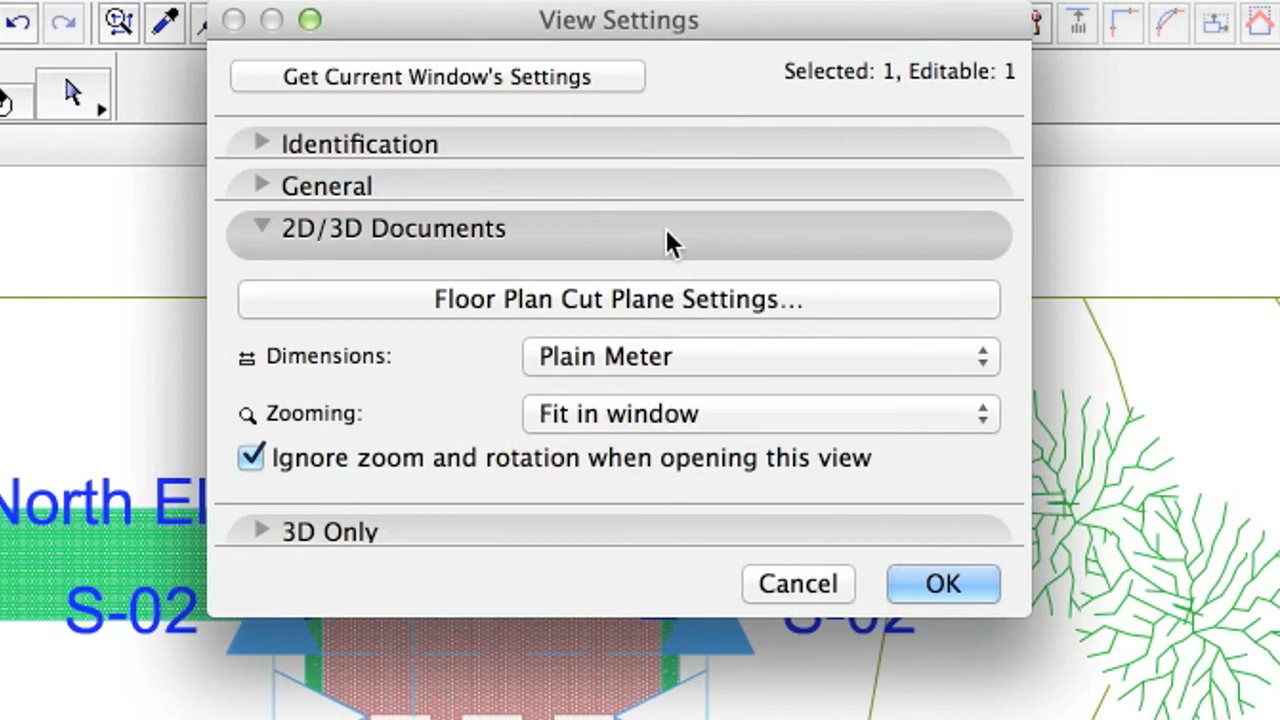 View Settings
Get Current Window's Settings
Selected: 1, Editable: 1
Identification
General
2D/3D Documents
Floor Plan Cut Plane Settings...
Dimensions:
Plain Meter
Zooming:
Fit in window
Ignore zoom and rotation when opening this view
3D Only
Cancel
OK
North El
S-02
S-02